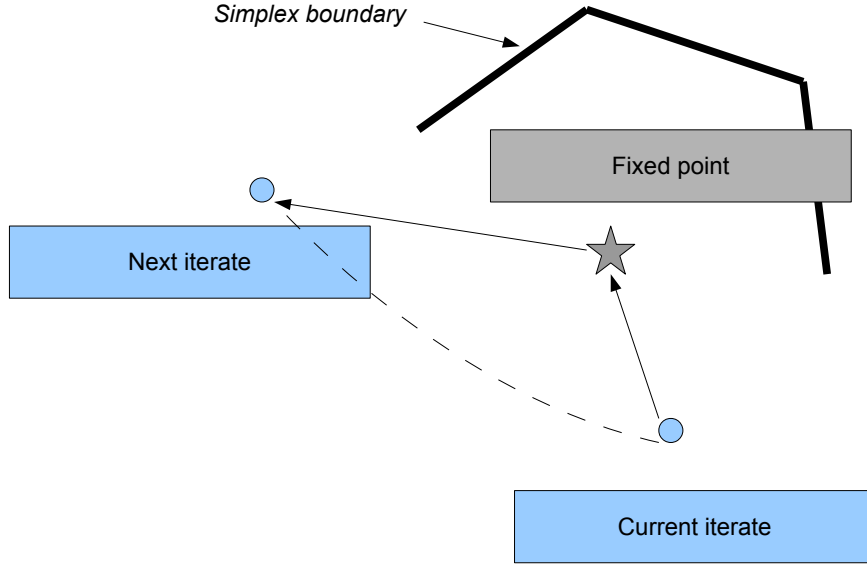 Simplex boundary
Fixed point
Next iterate
Current iterate